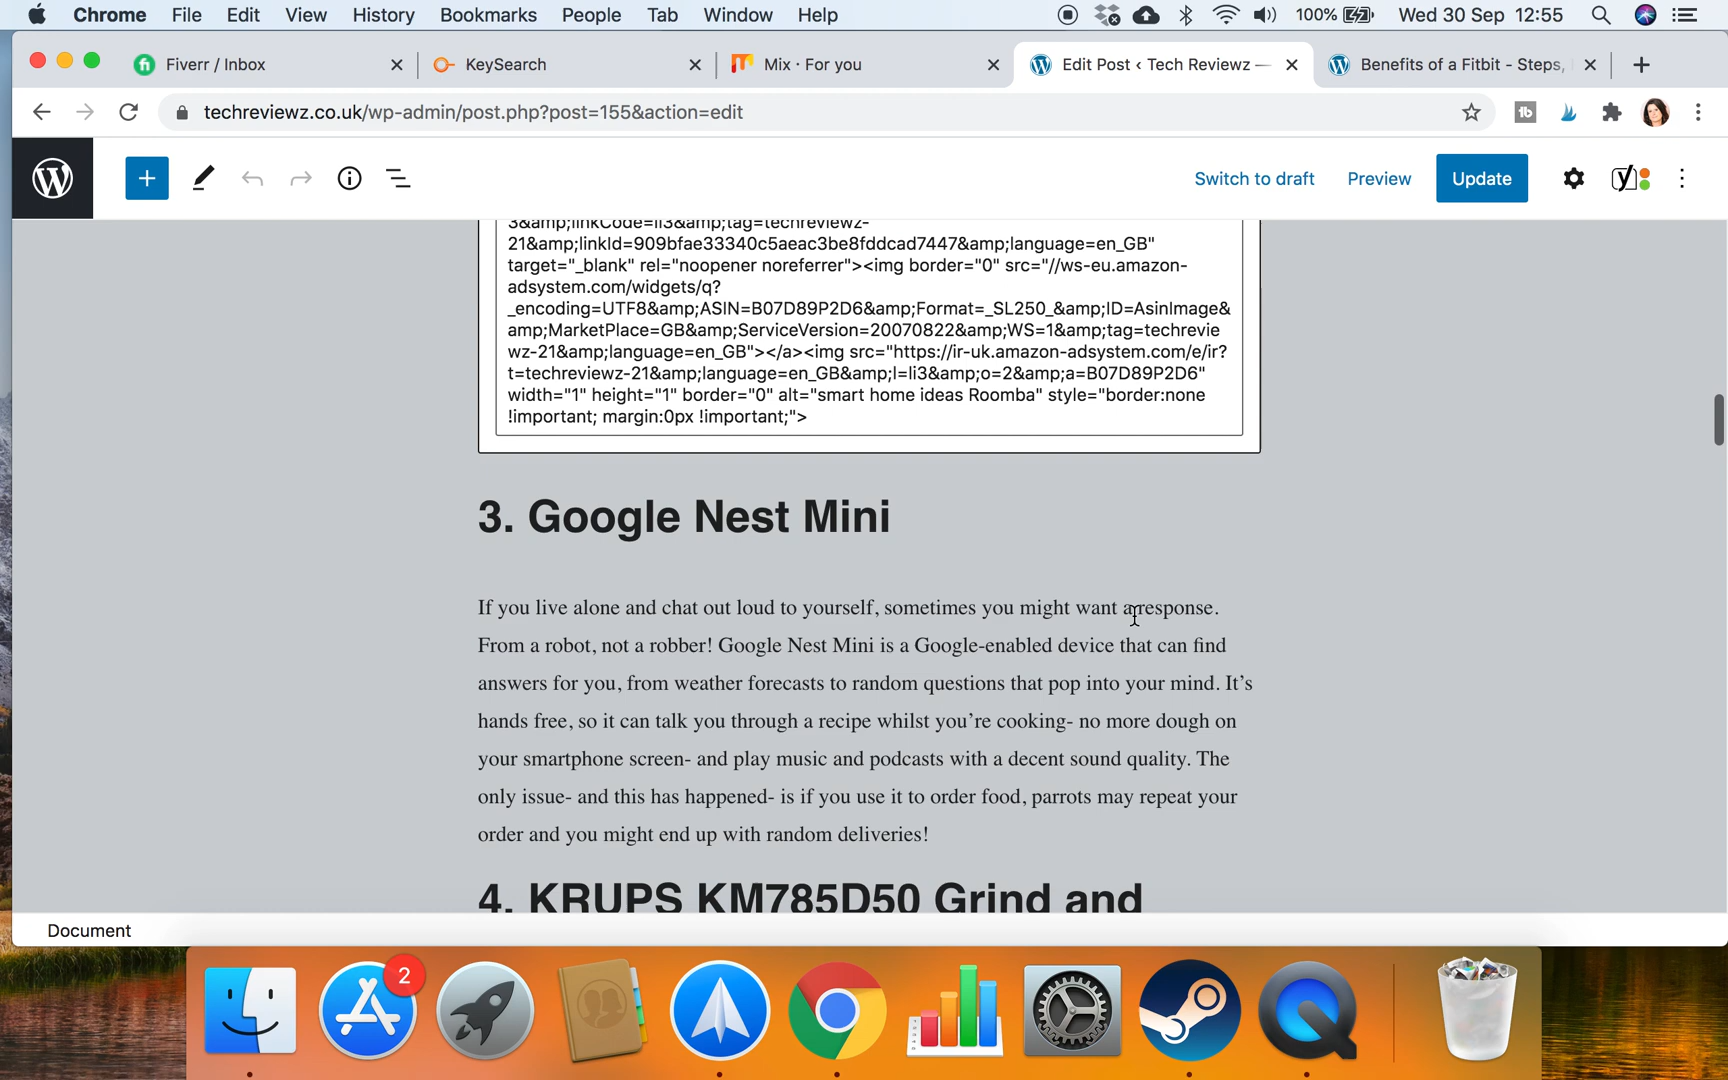 Chrome File Edit View History Bookmarks People Tab Window Help 100% Wed 30 Sep 12:55
Fiverr / Inbox KeySearch Mix · For you Edit Post ‹ Tech Reviewz — Benefits of a Fitbit - Steps,
techreviewz.co.uk/wp-admin/post.php?post=155&action=edit
Switch to draft Preview Update
3&amp;linkCode=li3&amp;tag=techreviewz-
21&amp;linkId=909bfae33340c5aeac3be8fddcad7447&amp;language=en_GB"
target="_blank" rel="noopener noreferrer"><img border="0" src="//ws-eu.amazon-
adsystem.com/widgets/q?
_encoding=UTF8&amp;ASIN=B07D89P2D6&amp;Format=_SL250_&amp;ID=AsinImage&
amp;MarketPlace=GB&amp;ServiceVersion=20070822&amp;WS=1&amp;tag=techrevie
wz-21&amp;language=en_GB"></a><img src="https://ir-uk.amazon-adsystem.com/e/ir?
t=techreviewz-21&amp;language=en_GB&amp;l=li3&amp;o=2&amp;a=B07D89P2D6"
width="1" height="1" border="0" alt="smart home ideas Roomba" style="border:none
!important; margin:0px !important;">
3. Google Nest Mini
If you live alone and chat out loud to yourself, sometimes you might want a response.
From a robot, not a robber! Google Nest Mini is a Google-enabled device that can find
answers for you, from weather forecasts to random questions that pop into your mind. It’s
hands free, so it can talk you through a recipe whilst you’re cooking- no more dough on
your smartphone screen- and play music and podcasts with a decent sound quality. The
only issue- and this has happened- is if you use it to order food, parrots may repeat your
order and you might end up with random deliveries!
4. KRUPS KM785D50 Grind and
Document
2